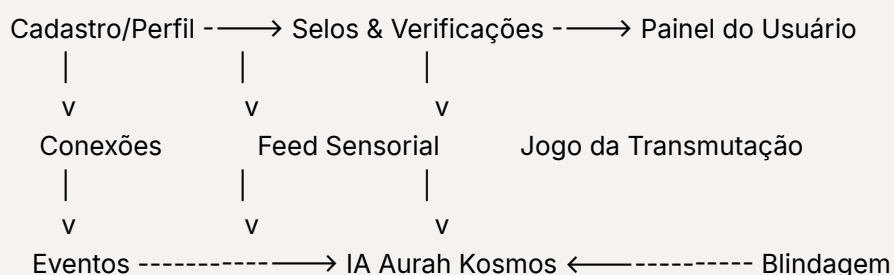 Cadastro/Perfil -----> Selos & Verificações -----> Painel do Usuário
| | |
v v v
Conexões Feed Sensorial Jogo da Transmutação
| | |
v v v
Eventos --------------> IA Aurah Kosmos <-------------- Blindagem